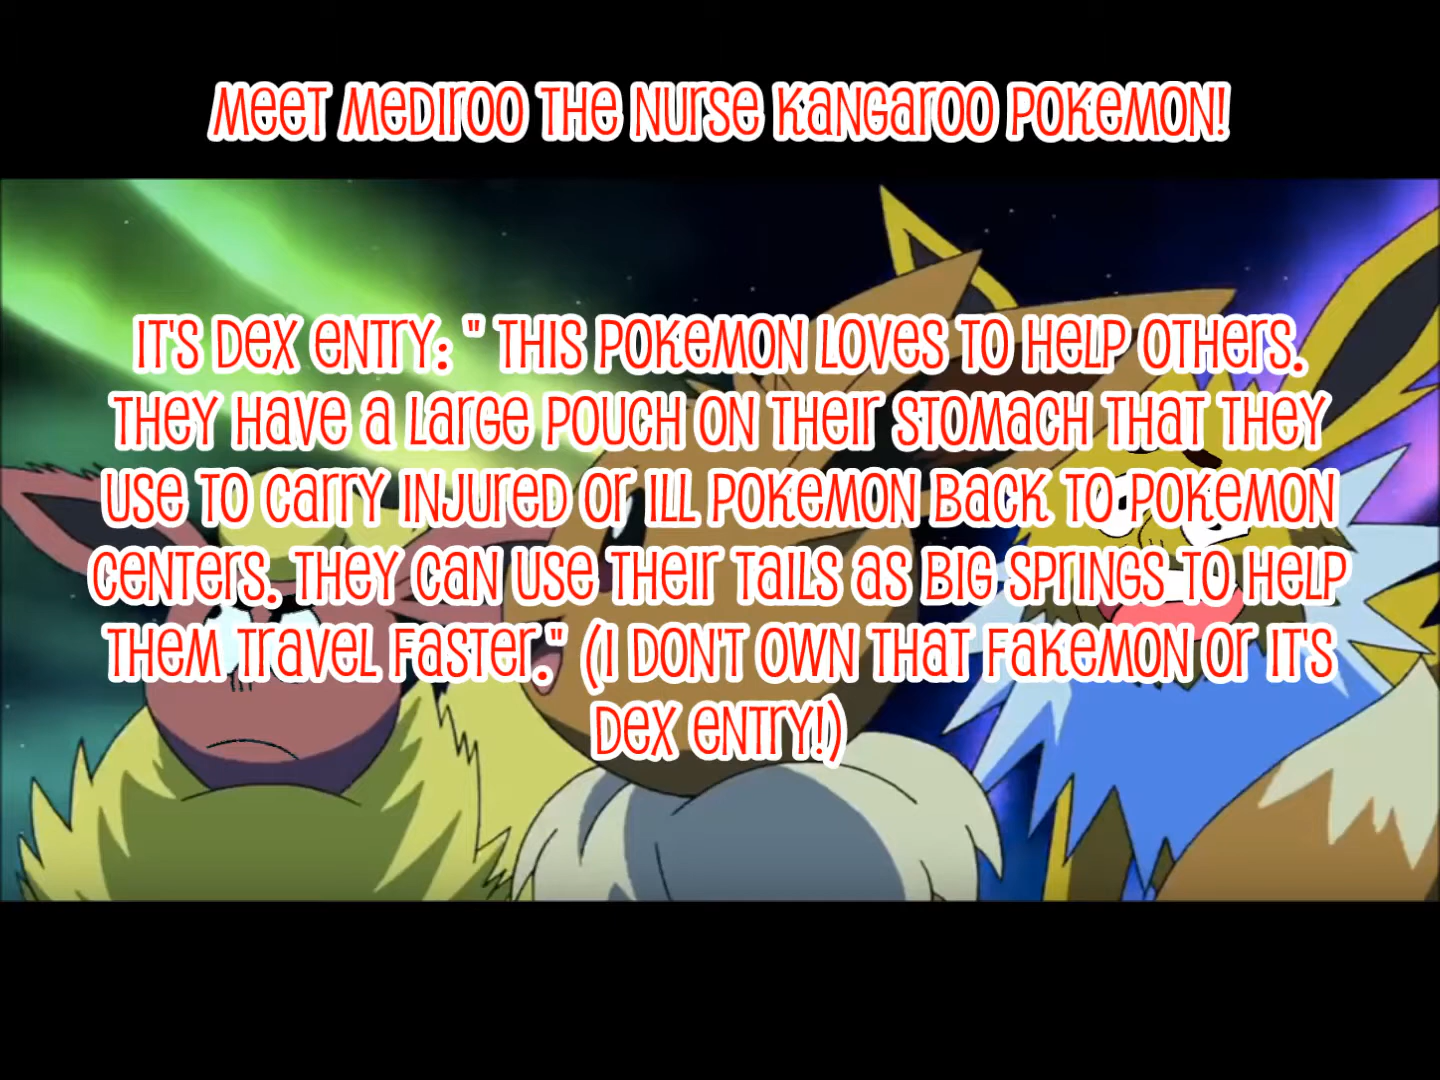 Meet Mediroo the Nurse Kangaroo Pokemon!
It's dex entry: " This pokemon loves to help others.
They have a large pouch on their stomach that they
use to carry injured or ill pokemon back to pokemon
centers. They can use their tails as big springs to help
them travel faster." (I don't own that fakemon or it's
dex entry!)